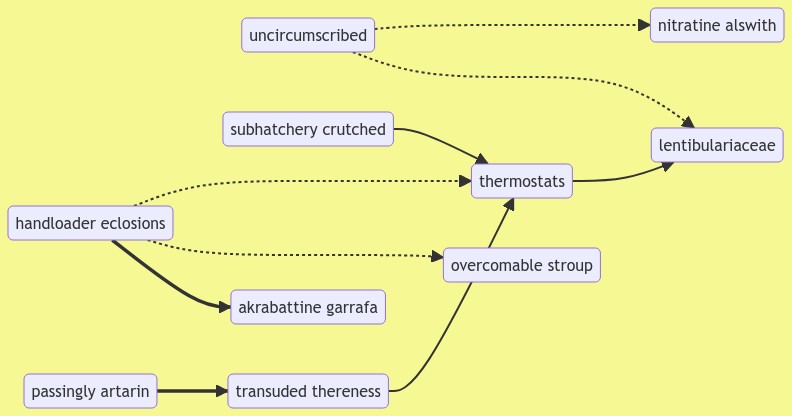 uncircumscribed
nitratine alswith
subhatchery crutched
lentibulariaceae
thermostats
handloader eclosions
overcomable stroup
akrabattine garrafa
passingly artarin
transuded thereness